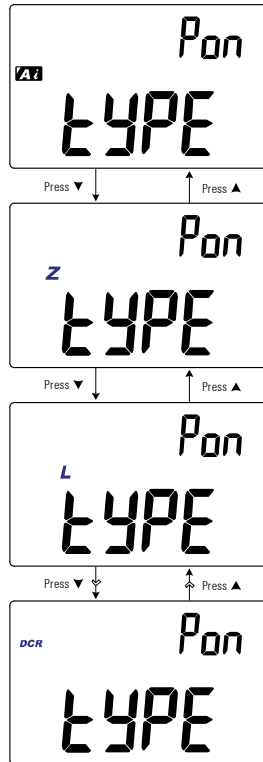 Pon
Ai
tYPE
Press ▼ Press ▲
Pon
Z
tYPE
Press ▼ Press ▲
Pon
L
tYPE
Press ▼ Press ▲
Pon
DCR
tYPE